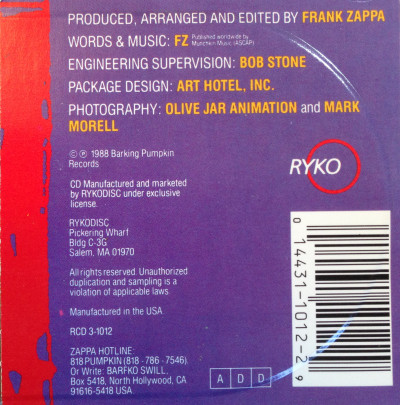 PRODUCED, ARRANGED AND EDITED BY FRANK ZAPPA
WORDS & MUSIC: FZ Published worldwide by
Munchkin Music (ASCAP)
ENGINEERING SUPERVISION: BOB STONE
PACKAGE DESIGN: ART HOTEL, INC.
PHOTOGRAPHY: OLIVE JAR ANIMATION and MARK
MORELL
© ℗ 1988 Barking Pumpkin
Records
CD Manufactured and marketed
by RYKODISC under exclusive
license.
RYKODISC
Pickering Wharf
Bldg C-3G
Salem, MA 01970
All rights reserved. Unauthorized
duplication and sampling is a
violation of applicable laws.
Manufactured in the USA
RCD 3-1012
ZAPPA HOTLINE:
818 PUMPKIN (818 - 786 - 7546).
Or Write: BARFKO SWILL,
Box 5418, North Hollywood, CA
91616-5418 USA
RYKO
0 14431-1012-2 9
A D D